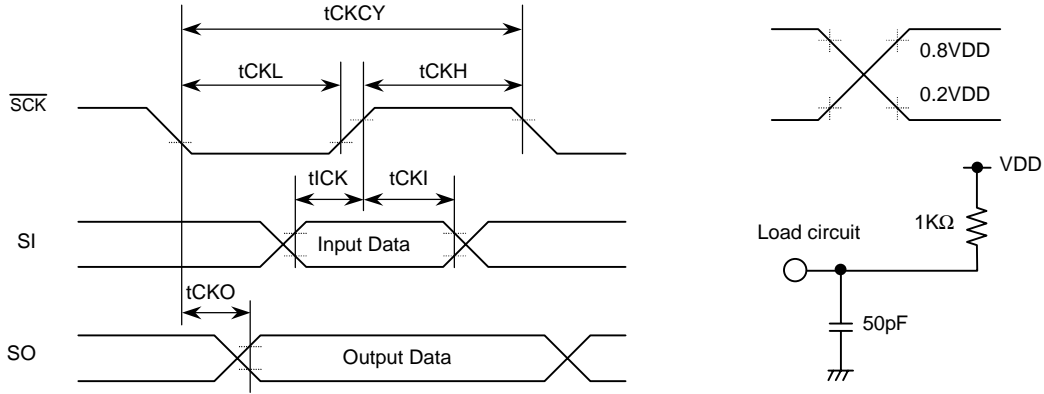 tCKCY
tCKL
tCKH
SCK
tICK
tCKI
SI
Input Data
tCKO
SO
Output Data
0.8VDD
0.2VDD
VDD
1KΩ
Load circuit
50pF